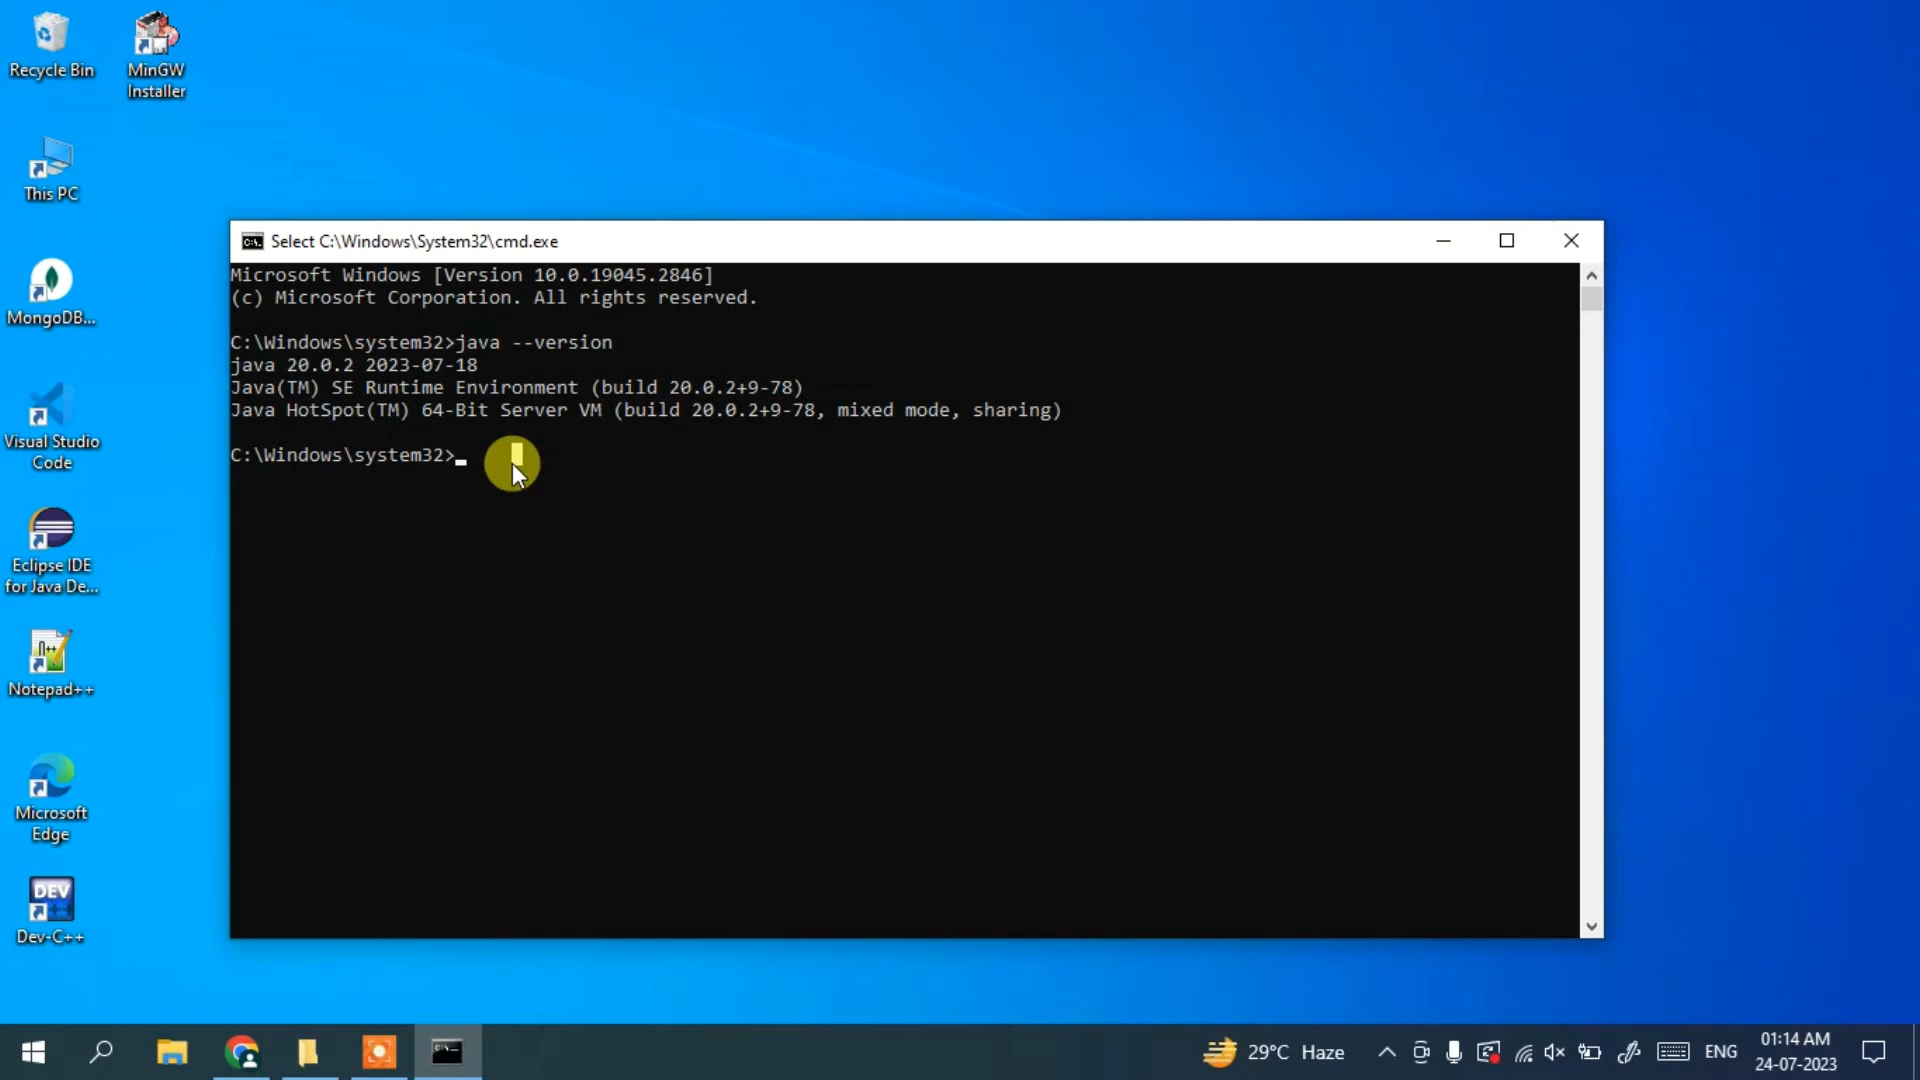 Recycle Bin
MinGW
Installer
This PC
MongoDB...
Visual Studio
Code
Eclipse IDE
for Java De...
Notepad++
Microsoft
Edge
DEV
Dev-C++
Select C:\Windows\System32\cmd.exe
Microsoft Windows [Version 10.0.19045.2846]
(c) Microsoft Corporation. All rights reserved.
C:\Windows\system32>java --version
java 20.0.2 2023-07-18
Java(TM) SE Runtime Environment (build 20.0.2+9-78)
Java HotSpot(TM) 64-Bit Server VM (build 20.0.2+9-78, mixed mode, sharing)
C:\Windows\system32>
29°C Haze
ENG
01:14 AM
24-07-2023